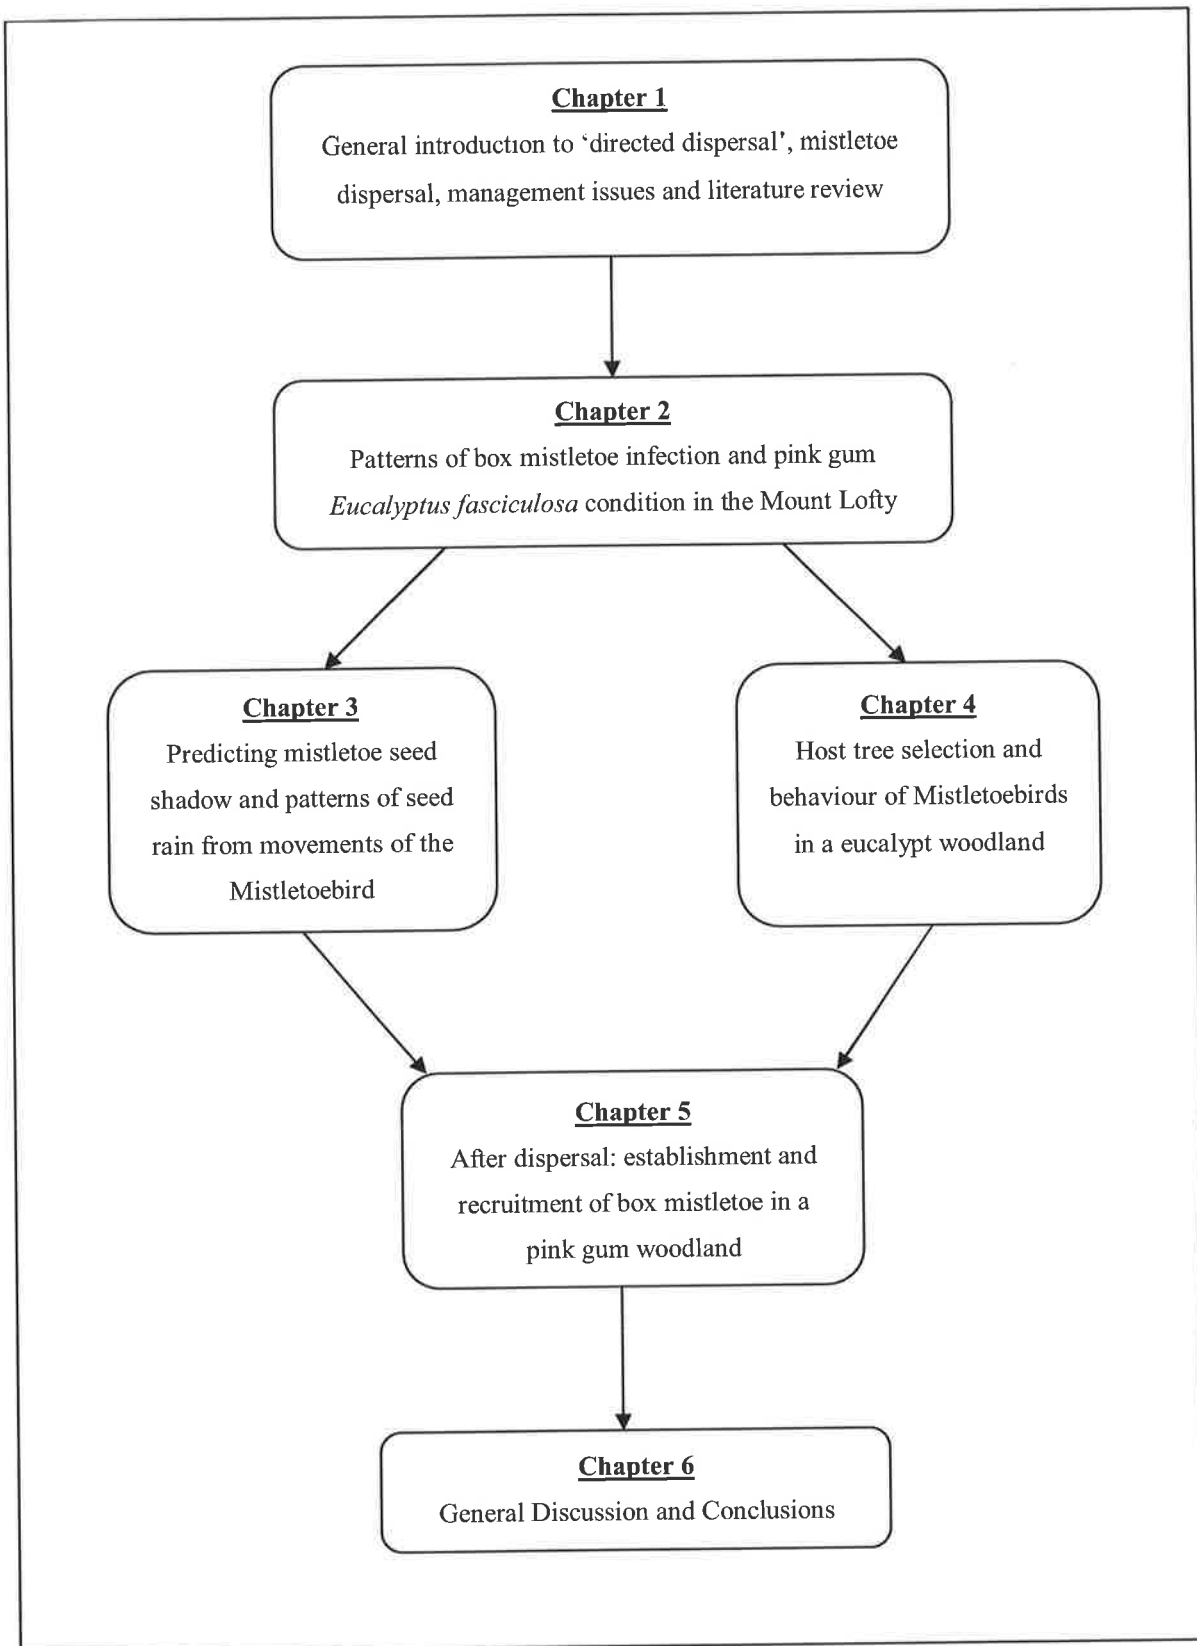 Chapter 1
General introduction to ‘directed dispersal’, mistletoe
dispersal, management issues and literature review
Chapter 2
Patterns of box mistletoe infection and pink gum
Eucalyptus fasciculosa condition in the Mount Lofty
Chapter 3
Predicting mistletoe seed
shadow and patterns of seed
rain from movements of the
Mistletoebird
Chapter 4
Host tree selection and
behaviour of Mistletoebirds
in a eucalypt woodland
Chapter 5
After dispersal: establishment and
recruitment of box mistletoe in a
pink gum woodland
Chapter 6
General Discussion and Conclusions